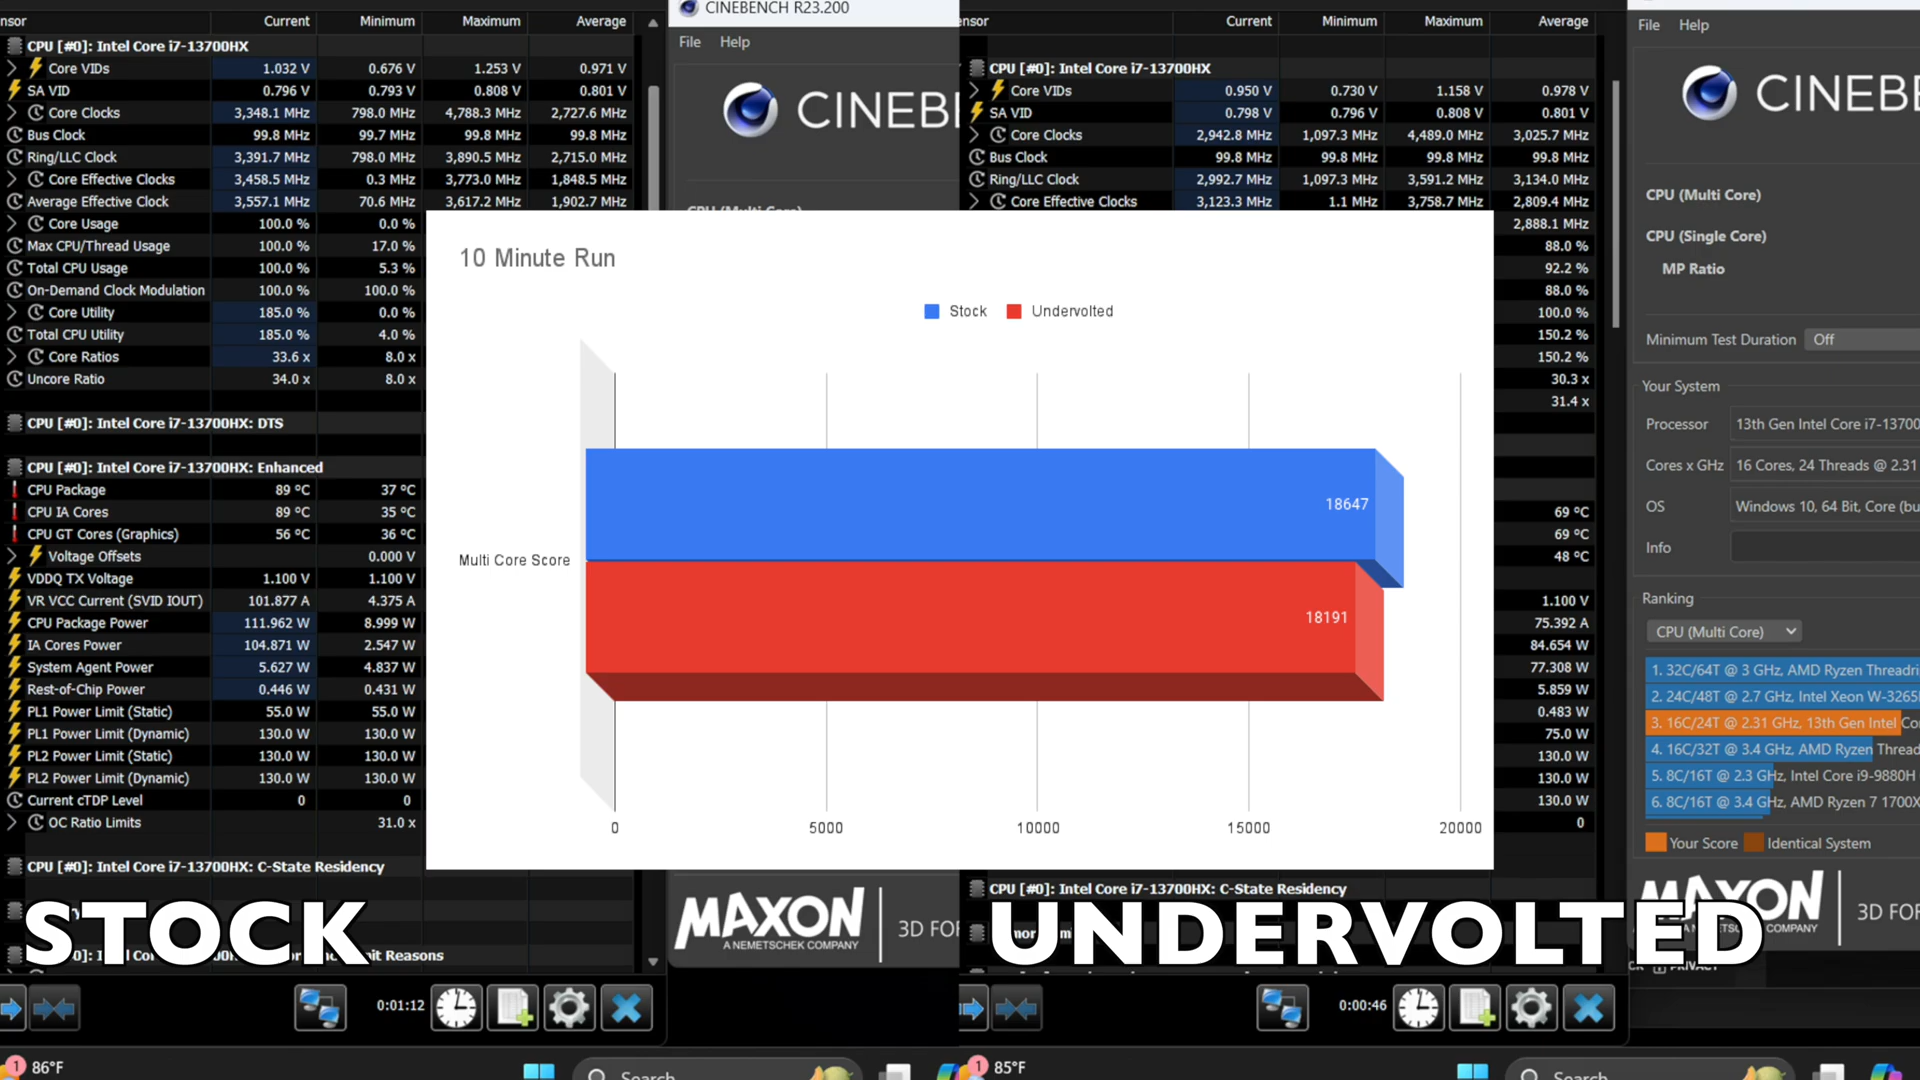 nsor Current Minimum Maximum Average
CPU [#0]: Intel Core i7-13700HX
Core VIDs 1.032 V 0.676 V 1.253 V 0.971 V
SA VID 0.796 V 0.793 V 0.808 V 0.801 V
Core Clocks 3,348.1 MHz 798.0 MHz 4,788.3 MHz 2,727.6 MHz
Bus Clock 99.8 MHz 99.7 MHz 99.8 MHz 99.8 MHz
Ring/LLC Clock 3,391.7 MHz 798.0 MHz 3,890.5 MHz 2,715.0 MHz
Core Effective Clocks 3,458.5 MHz 0.3 MHz 3,773.0 MHz 1,848.5 MHz
Average Effective Clock 3,557.1 MHz 70.6 MHz 3,617.2 MHz 1,902.7 MHz
Core Usage 100.0 % 0.0 %
Max CPU/Thread Usage 100.0 % 17.0 %
Total CPU Usage 100.0 % 5.3 %
On-Demand Clock Modulation 100.0 % 100.0 %
Core Utility 185.0 % 0.0 %
Total CPU Utility 185.0 % 4.0 %
Core Ratios 33.6 x 8.0 x
Uncore Ratio 34.0 x 8.0 x
CPU [#0]: Intel Core i7-13700HX: DTS
CPU [#0]: Intel Core i7-13700HX: Enhanced
CPU Package 89 °C 37 °C
CPU IA Cores 89 °C 35 °C
CPU GT Cores (Graphics) 56 °C 36 °C
Voltage Offsets 0.000 V
VDDQ TX Voltage 1.100 V 1.100 V
VR VCC Current (SVID IOUT) 101.877 A 4.375 A
CPU Package Power 111.962 W 8.999 W
IA Cores Power 104.871 W 2.547 W
System Agent Power 5.627 W 4.837 W
Rest-of-Chip Power 0.446 W 0.431 W
PL1 Power Limit (Static) 55.0 W 55.0 W
PL1 Power Limit (Dynamic) 130.0 W 130.0 W
PL2 Power Limit (Static) 130.0 W 130.0 W
PL2 Power Limit (Dynamic) 130.0 W 130.0 W
Current cTDP Level 0 0
OC Ratio Limits 31.0 x
CPU [#0]: Intel Core i7-13700HX: C-State Residency
STOCK
it Reasons
0:01:12
1 86°F
Search
CINEBENCH R23.200
File Help
CINEB
CPU (Multi Core)
MAXON
A NEMETSCHEK COMPANY
3D FO
10 Minute Run
Stock Undervolted
18647
Multi Core Score
18191
0 5000 10000 15000 20000
ensor Current Minimum Maximum Average
CPU [#0]: Intel Core i7-13700HX
Core VIDs 0.950 V 0.730 V 1.158 V 0.978 V
SA VID 0.798 V 0.796 V 0.808 V 0.801 V
Core Clocks 2,942.8 MHz 1,097.3 MHz 4,489.0 MHz 3,025.7 MHz
Bus Clock 99.8 MHz 99.8 MHz 99.8 MHz 99.8 MHz
Ring/LLC Clock 2,992.7 MHz 1,097.3 MHz 3,591.2 MHz 3,134.0 MHz
Core Effective Clocks 3,123.3 MHz 1.1 MHz 3,758.7 MHz 2,809.4 MHz
2,888.1 MHz
88.0 %
92.2 %
88.0 %
100.0 %
150.2 %
150.2 %
30.3 x
31.4 x
69 °C
69 °C
48 °C
1.100 V
75.392 A
84.654 W
77.308 W
5.859 W
0.483 W
75.0 W
130.0 W
130.0 W
130.0 W
0
CPU [#0]: Intel Core i7-13700HX: C-State Residency
UNDERVOLTED
0:00:46
1 85°F
Search
File Help
CINEB
CPU (Multi Core)
CPU (Single Core)
MP Ratio
Minimum Test Duration Off
Your System
Processor 13th Gen Intel Core i7-13700
Cores x GHz 16 Cores, 24 Threads @ 2.31
OS Windows 10, 64 Bit, Core (bu
Info
Ranking
CPU (Multi Core)
1. 32C/64T @ 3 GHz, AMD Ryzen Threadri
2. 24C/48T @ 2.7 GHz, Intel Xeon W-3265
3. 16C/24T @ 2.31 GHz, 13th Gen Intel Co
4. 16C/32T @ 3.4 GHz, AMD Ryzen Thread
5. 8C/16T @ 2.3 GHz, Intel Core i9-9880H
6. 8C/16T @ 3.4 GHz, AMD Ryzen 7 1700X
Your Score Identical System
MAXON
COMPANY
3D FO
PRIVACY